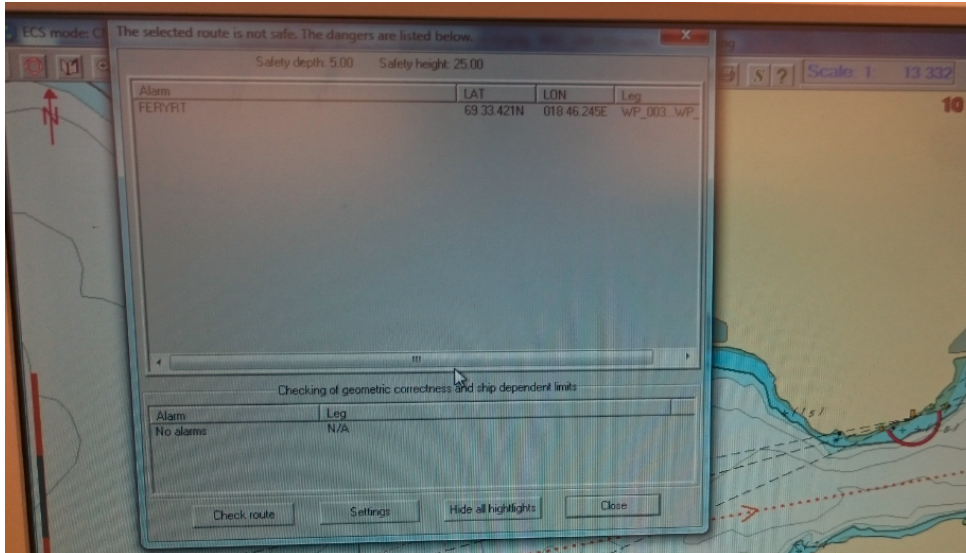 ECS mode: C
The selected route is not safe. The dangers are listed below.
Safety depth: 5.00 Safety height: 25.00
S ? Scale: 1: 13 332
Alarm LAT LON Leg
FERYRT 69 33.421N 018 46.245E WP_003...WP_
10
N
Checking of geometric correctness and ship dependent limits
Alarm Leg
No alarms N/A
Check route Settings Hide all hightlights Close